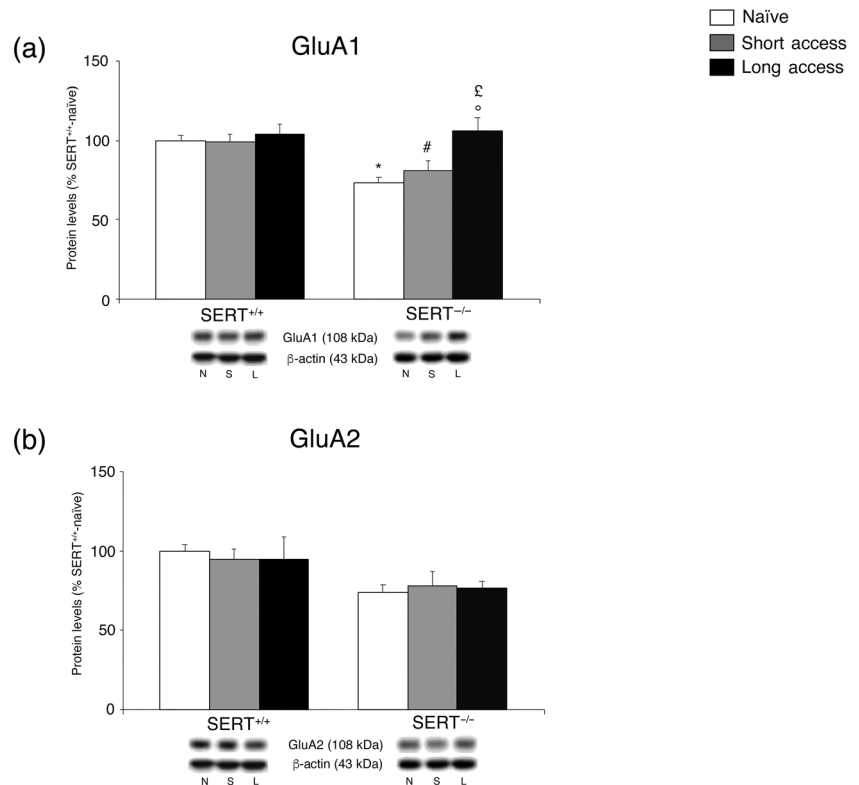 Naïve
Short access
Long access
(a)
GluA1
Protein levels (% SERT+/+-naïve)
150
100
50
0
*
#
£
°
SERT+/+
SERT−/−
GluA1 (108 kDa)
β-actin (43 kDa)
N S L
N S L
(b)
GluA2
Protein levels (% SERT+/+-naïve)
150
100
50
0
SERT+/+
SERT−/−
GluA2 (108 kDa)
β-actin (43 kDa)
N S L
N S L